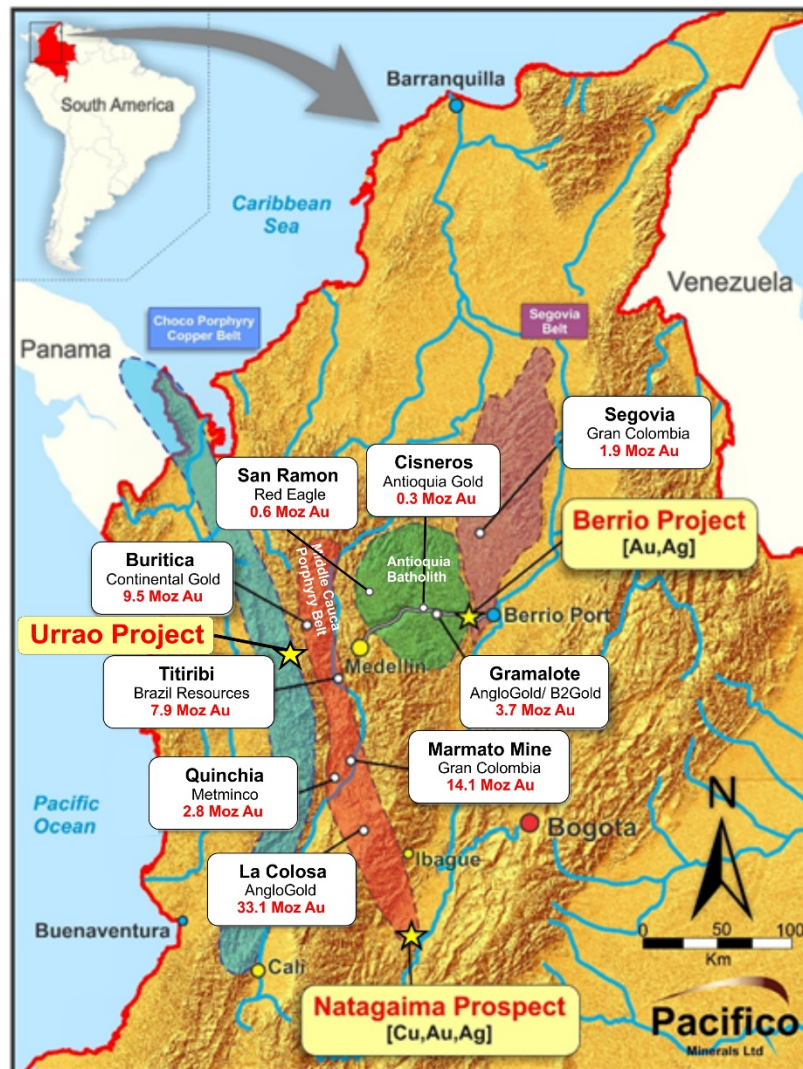 South America
Barranquilla
Caribbean
Sea
Venezuela
Choco Porphyry
Copper Belt
Segovia
Belt
Panama
Segovia
Gran Colombia
1.9 Moz Au
Cisneros
Antioquia Gold
0.3 Moz Au
San Ramon
Red Eagle
0.6 Moz Au
Berrio Project
[Au,Ag]
Buritica
Continental Gold
9.5 Moz Au
Middle Cauca
Porphyry Belt
Antioquia
Batholith
Berrio Port
Urrao Project
Medellin
Titiribi
Brazil Resources
7.9 Moz Au
Gramalote
AngloGold/ B2Gold
3.7 Moz Au
Marmato Mine
Gran Colombia
14.1 Moz Au
Quinchia
Metminco
2.8 Moz Au
Pacific
Ocean
N
Bogota
Ibague
La Colosa
AngloGold
33.1 Moz Au
Buenaventura
0 50 100
Km
Cali
Natagaima Prospect
[Cu,Au,Ag]
Pacifico
Minerals Ltd